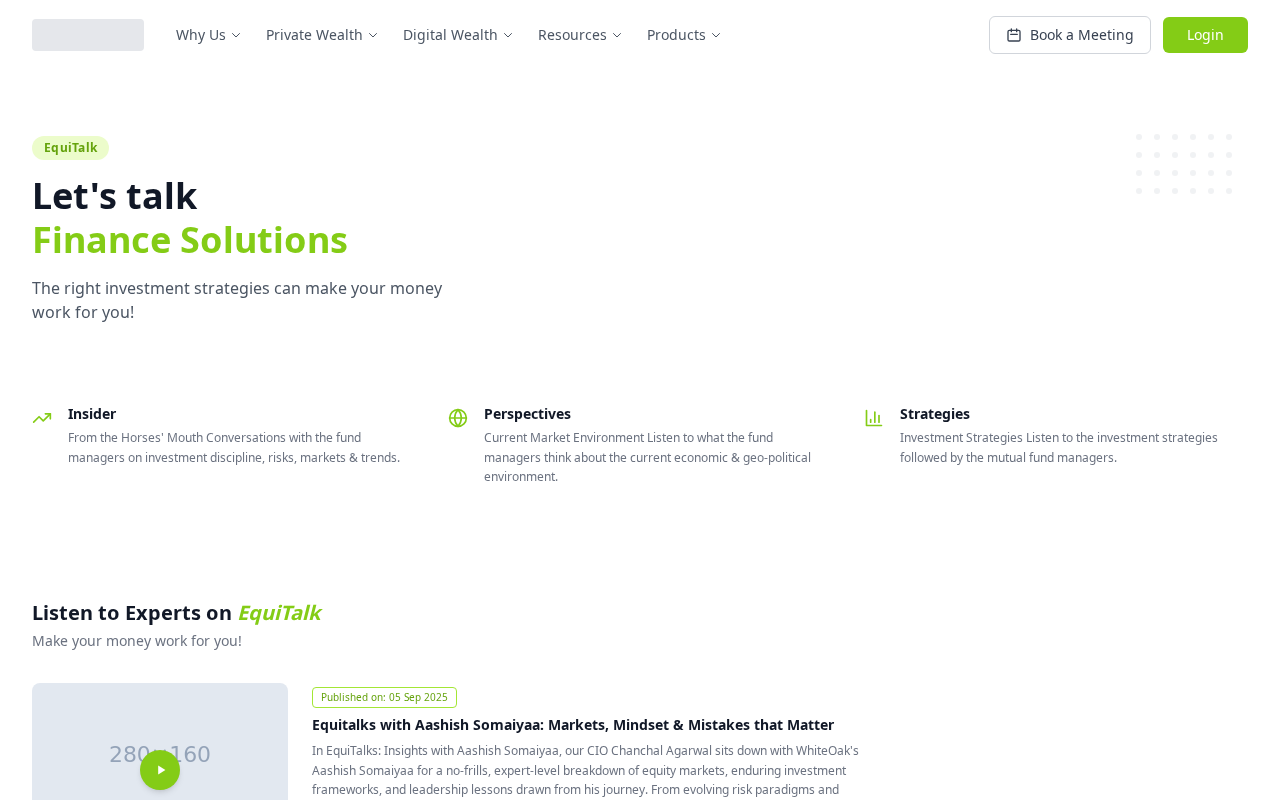 Why Us
Private Wealth
Digital Wealth
Resources
Products
Book a Meeting
Login
EquiTalk
Let's talk
Finance Solutions
The right investment strategies can make your money
work for you!
Insider
From the Horses' Mouth Conversations with the fund
managers on investment discipline, risks, markets & trends.
Perspectives
Current Market Environment Listen to what the fund
managers think about the current economic & geo-political
environment.
Strategies
Investment Strategies Listen to the investment strategies
followed by the mutual fund managers.
Listen to Experts on EquiTalk
Make your money work for you!
Published on: 05 Sep 2025
Equitalks with Aashish Somaiyaa: Markets, Mindset & Mistakes that Matter
In EquiTalks: Insights with Aashish Somaiyaa, our CIO Chanchal Agarwal sits down with WhiteOak's
Aashish Somaiyaa for a no-frills, expert-level breakdown of equity markets, enduring investment
frameworks, and leadership lessons drawn from his journey. From evolving risk paradigms and